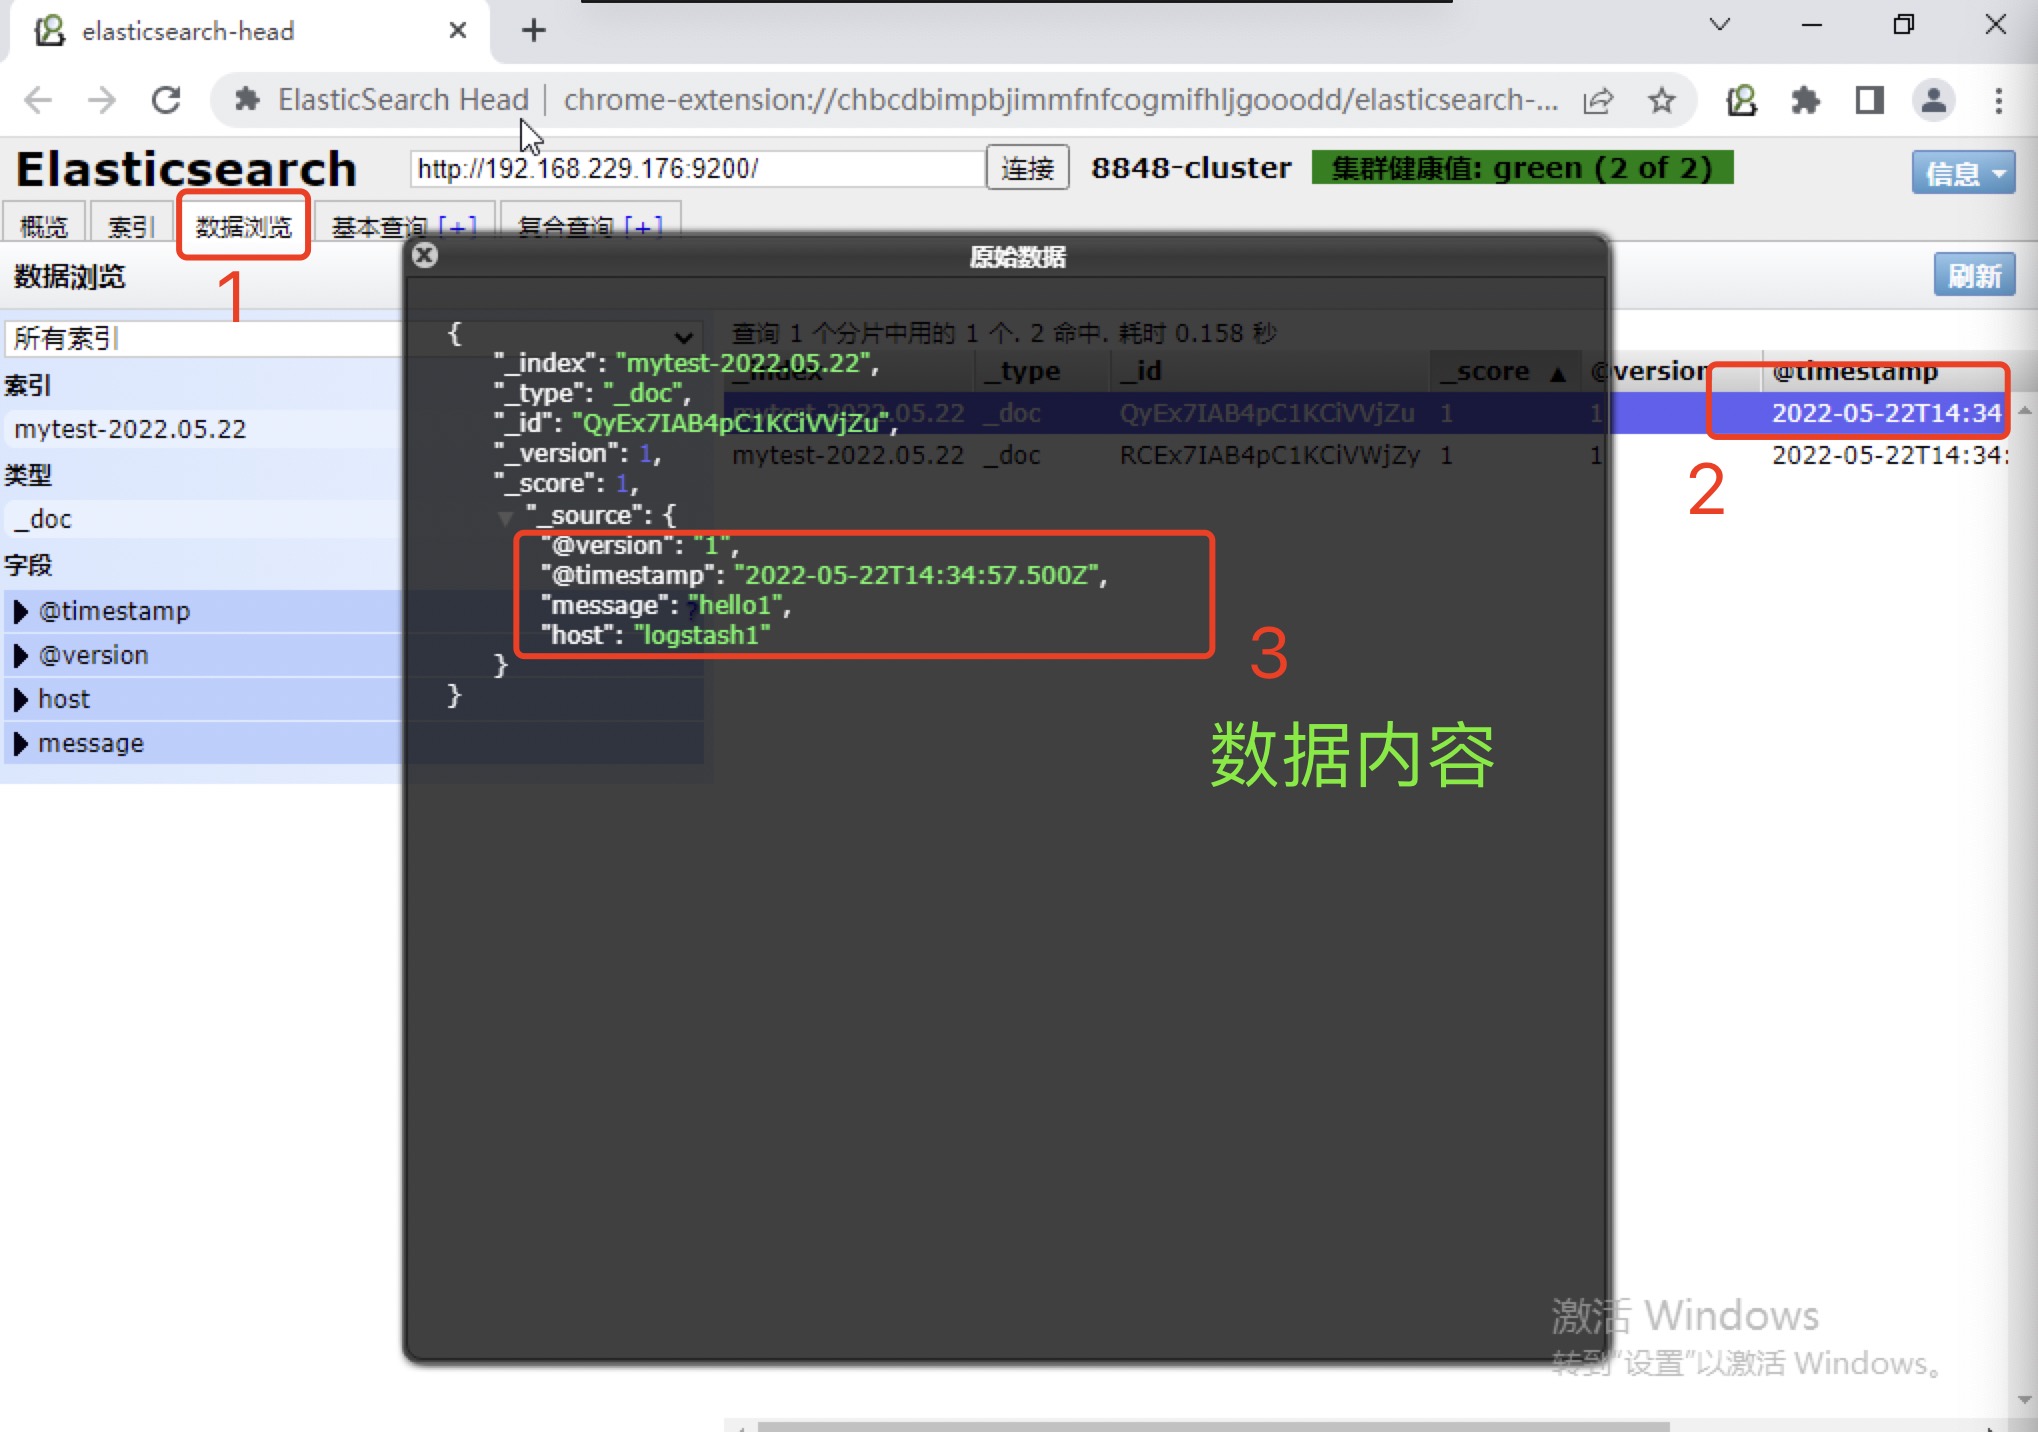 elasticsearch-head
ElasticSearch Head | chrome-extension://chbcdbimpbjimmfnfcogmifhljgooodd/elasticsearch-...
Elasticsearch
http://192.168.229.176:9200/
连接
8848-cluster
集群健康值: green (2 of 2)
信息
概览
索引
数据浏览
基本查询 [+]
复合查询 [+]
1
数据浏览
刷新
所有索引
索引
mytest-2022.05.22
类型
_doc
字段
@timestamp
@version
host
message
查询 1 个分片中用的 1 个. 2 命中. 耗时 0.158 秒
_index _type _id _score ▲ @version @timestamp
mytest-2022.05.22 _doc QyEx7IAB4pC1KCiVVjZu 1 1 2022-05-22T14:34
mytest-2022.05.22 _doc RCEx7IAB4pC1KCiVWjZy 1 1 2022-05-22T14:34:
2
原始数据
{
"_index": "mytest-2022.05.22",
"_type": "_doc",
"_id": "QyEx7IAB4pC1KCiVVjZu",
"_version": 1,
"_score": 1,
"_source": {
"@version": "1",
"@timestamp": "2022-05-22T14:34:57.500Z",
"message": "hello1",
"host": "logstash1"
}
}
3
数据内容
激活 Windows
转到"设置"以激活 Windows。